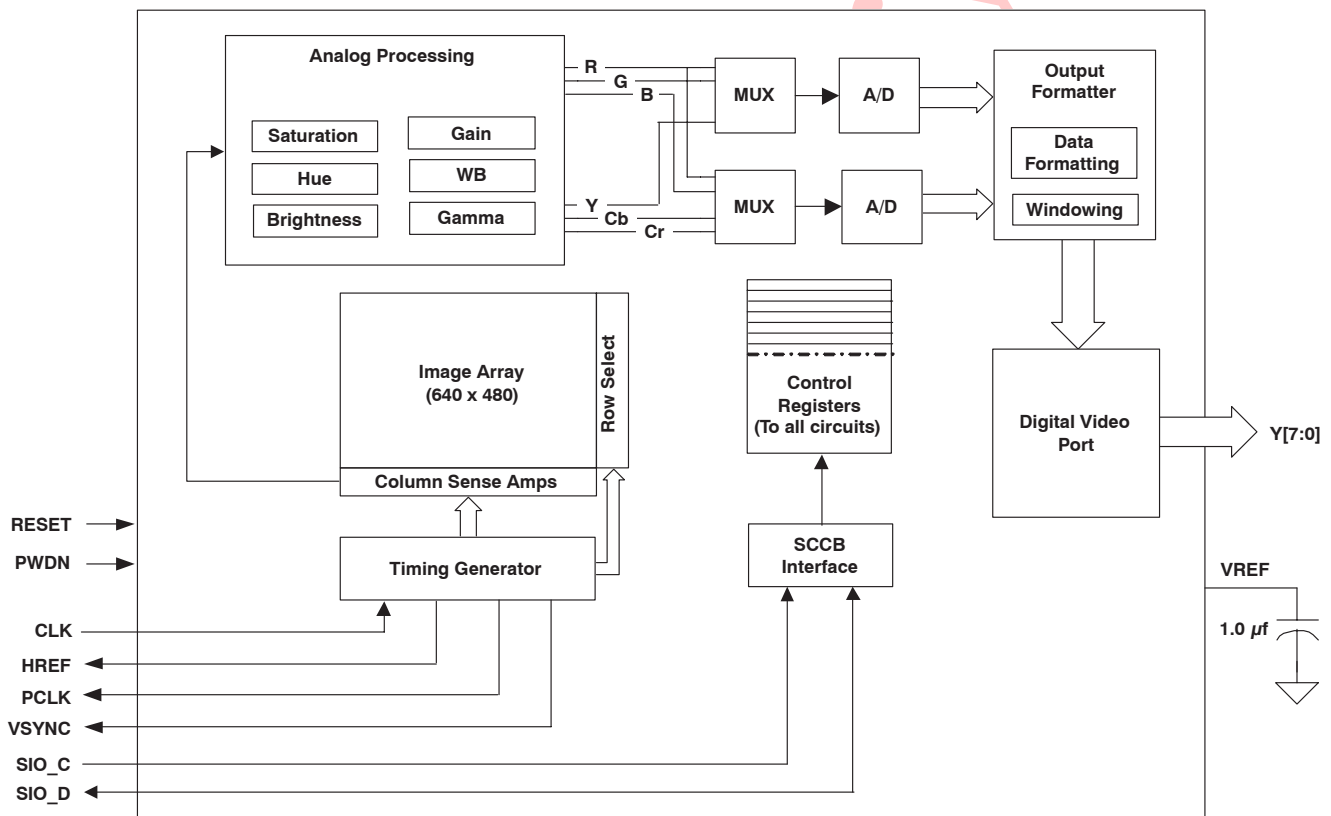 Analog Processing
Saturation
Hue
Brightness
Gain
WB
Gamma
R
G
B
Y
Cb
Cr
MUX
A/D
MUX
A/D
Output
Formatter
Data
Formatting
Windowing
Image Array
(640 x 480)
Row Select
Column Sense Amps
Timing Generator
Control
Registers
(To all circuits)
SCCB
Interface
Digital Video
Port
Y[7:0]
RESET
PWDN
CLK
HREF
PCLK
VSYNC
SIO_C
SIO_D
VREF
1.0 µf